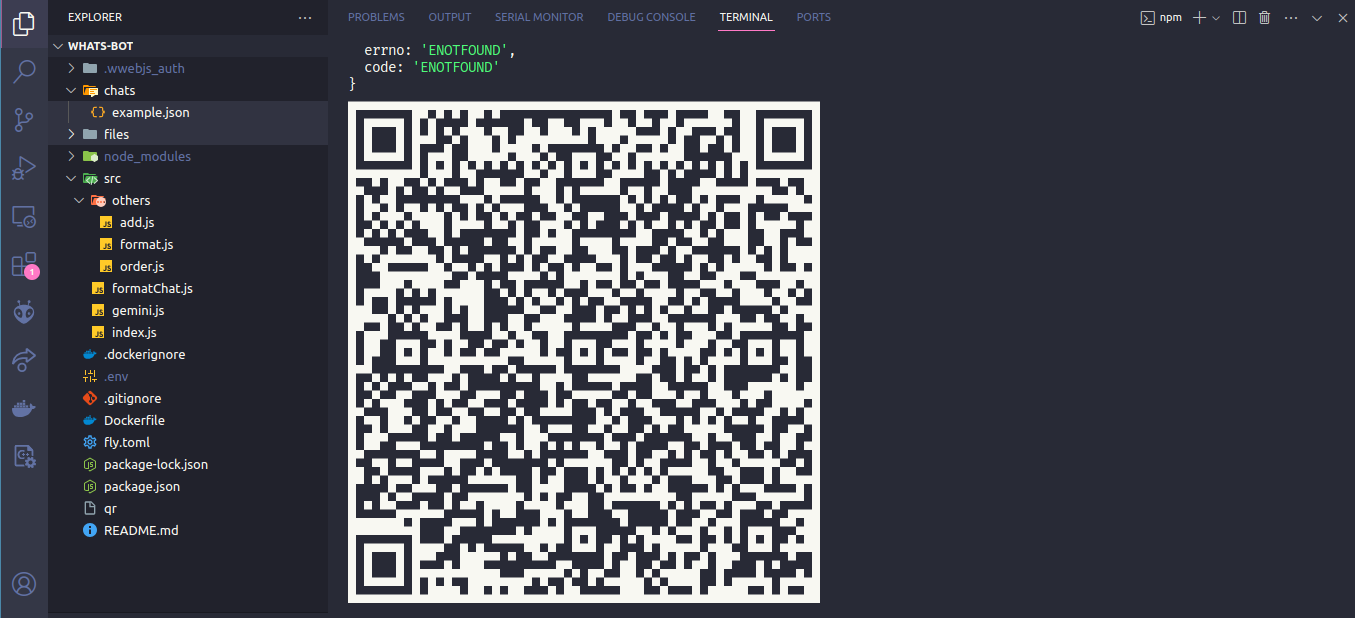 EXPLORER
WHATS-BOT
.wwebjs_auth
chats
example.json
files
node_modules
src
others
add.js
format.js
order.js
formatChat.js
gemini.js
index.js
.dockerignore
.env
.gitignore
Dockerfile
fly.toml
package-lock.json
package.json
qr
README.md
1
PROBLEMS OUTPUT SERIAL MONITOR DEBUG CONSOLE TERMINAL PORTS
npm
errno: 'ENOTFOUND',
code: 'ENOTFOUND'
}